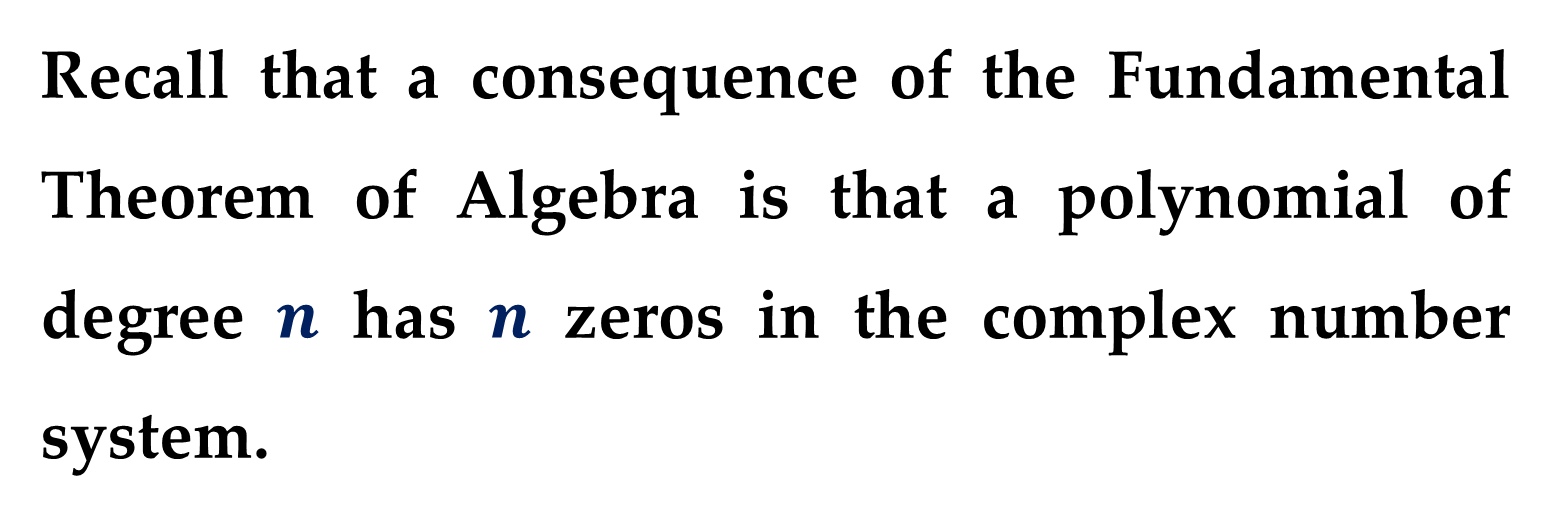 Recall that a consequence of the Fundamental
Theorem of Algebra is that a polynomial of
degree n has n zeros in the complex number
system.